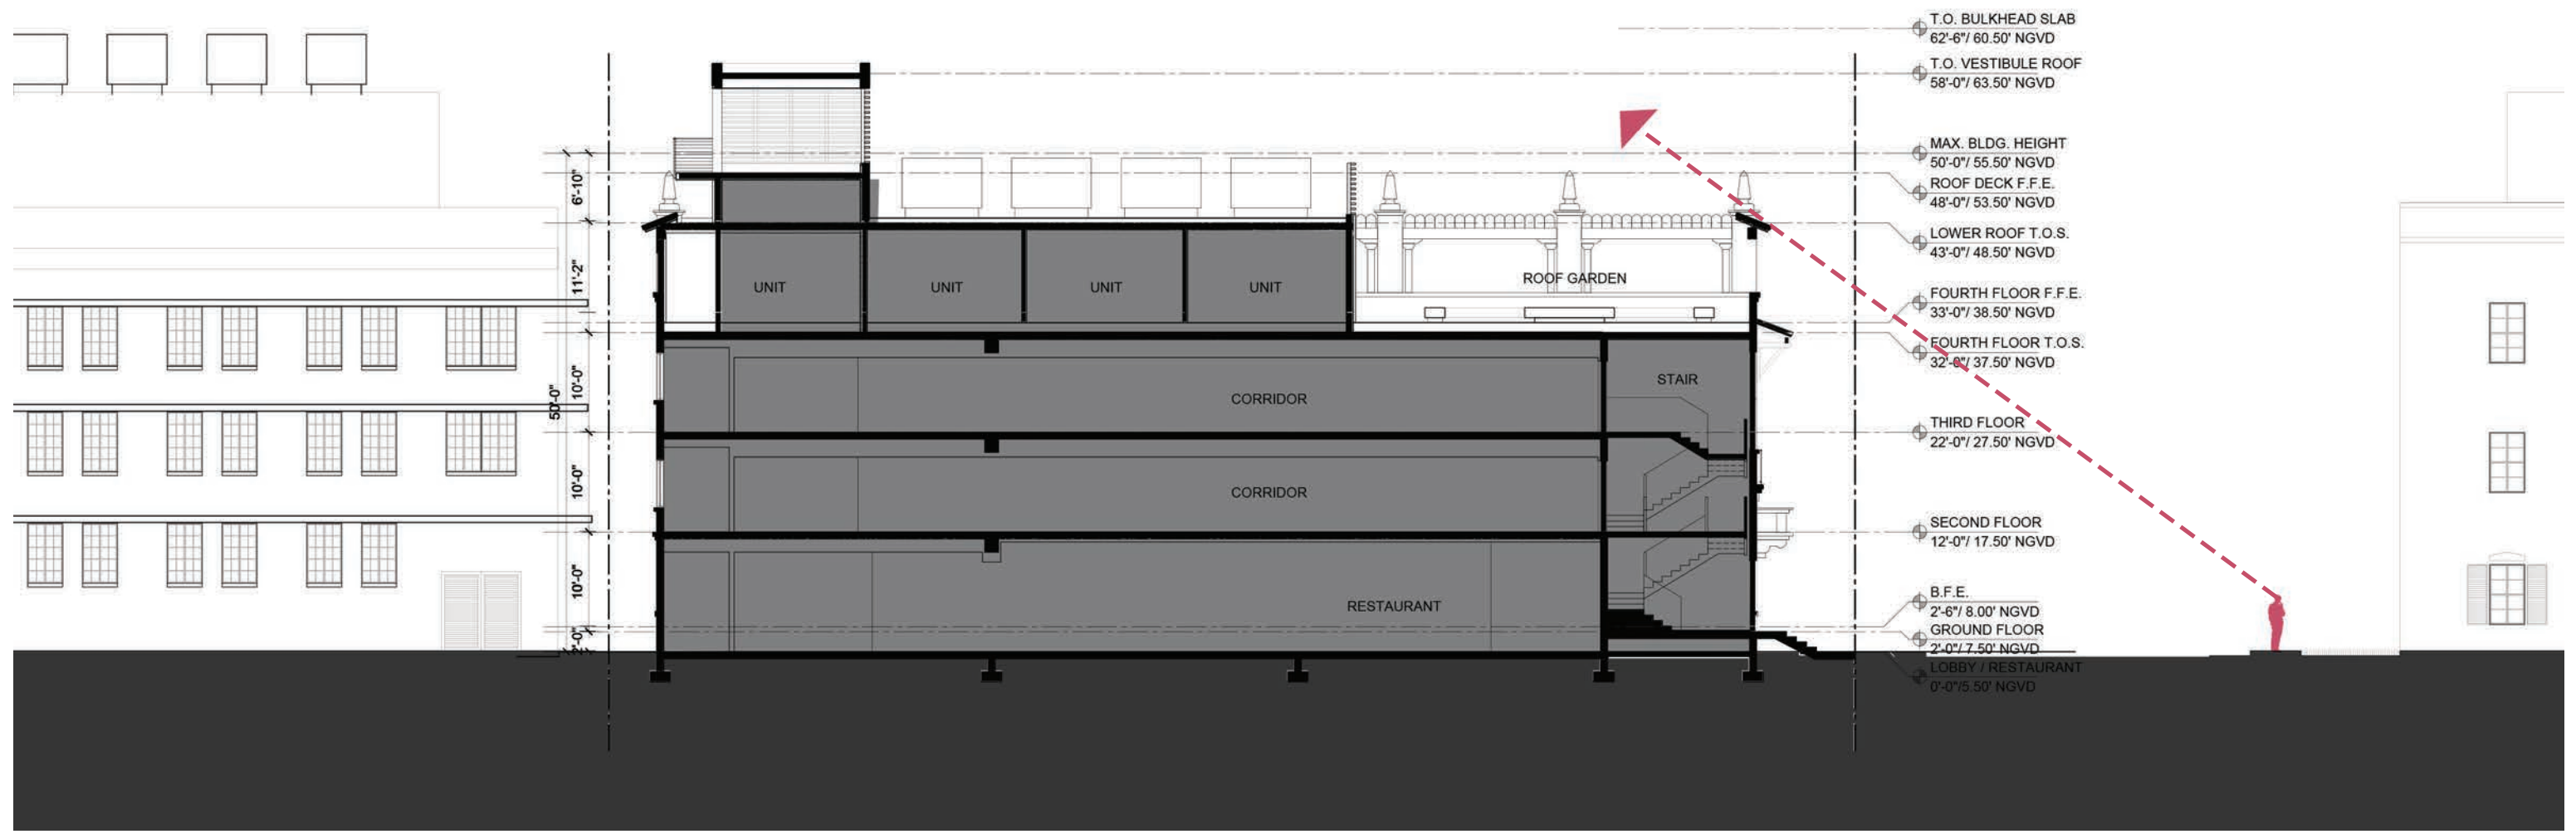 T.O. BULKHEAD SLAB
62'-6"/ 60.50' NGVD
T.O. VESTIBULE ROOF
58'-0"/ 63.50' NGVD
MAX. BLDG. HEIGHT
50'-0"/ 55.50' NGVD
ROOF DECK F.F.E.
48'-0"/ 53.50' NGVD
LOWER ROOF T.O.S.
43'-0"/ 48.50' NGVD
FOURTH FLOOR F.F.E.
33'-0"/ 38.50' NGVD
FOURTH FLOOR T.O.S.
32'-0"/ 37.50' NGVD
THIRD FLOOR
22'-0"/ 27.50' NGVD
SECOND FLOOR
12'-0"/ 17.50' NGVD
B.F.E.
2'-6"/ 8.00' NGVD
GROUND FLOOR
2'-0"/ 7.50' NGVD
LOBBY / RESTAURANT
0'-0"/5.50' NGVD
6'-10"
11'-2"
10'-0"
10'-0"
10'-0"
2'-0"
50'-0"
UNIT
UNIT
UNIT
UNIT
ROOF GARDEN
CORRIDOR
STAIR
CORRIDOR
RESTAURANT